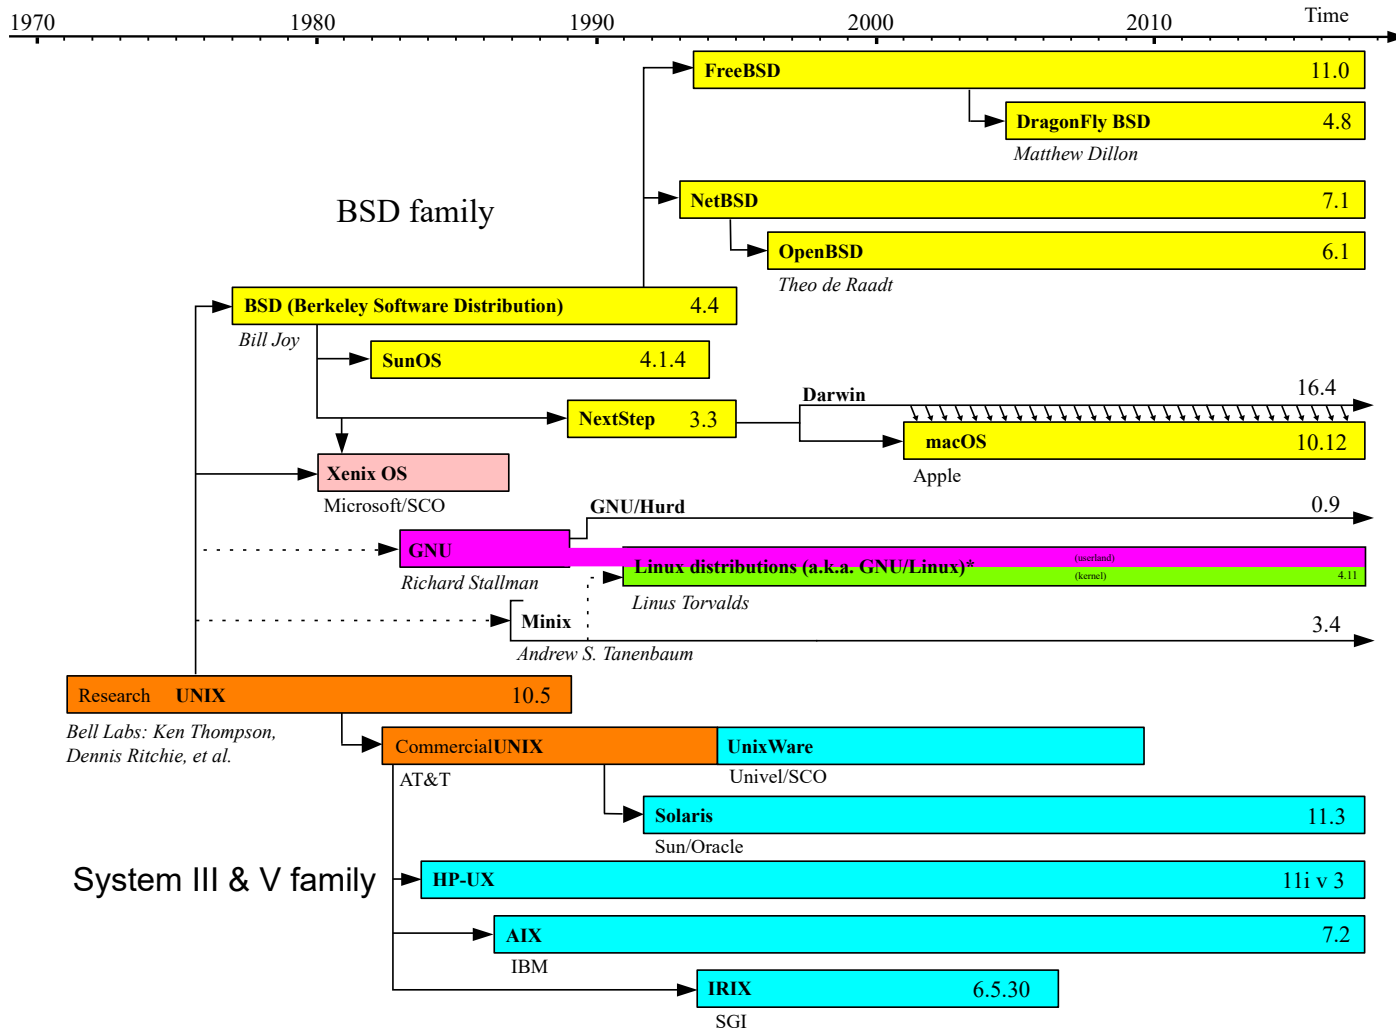 1970 1980 1990 2000 2010 Time
FreeBSD 11.0
DragonFly BSD 4.8
Matthew Dillon
NetBSD 7.1
BSD family
OpenBSD 6.1
Theo de Raadt
BSD (Berkeley Software Distribution) 4.4
Bill Joy
SunOS 4.1.4
Darwin 16.4
NextStep 3.3
macOS 10.12
Apple
Xenix OS
Microsoft/SCO
GNU/Hurd 0.9
GNU
Richard Stallman
(userland)
Linux distributions (a.k.a. GNU/Linux)*
(kernel) 4.11
Linus Torvalds
Minix 3.4
Andrew S. Tanenbaum
Research UNIX 10.5
Bell Labs: Ken Thompson,
Dennis Ritchie, et al.
CommercialUNIX UnixWare
AT&T Univel/SCO
Solaris 11.3
Sun/Oracle
System III & V family
HP-UX 11i v 3
AIX 7.2
IBM
IRIX 6.5.30
SGI